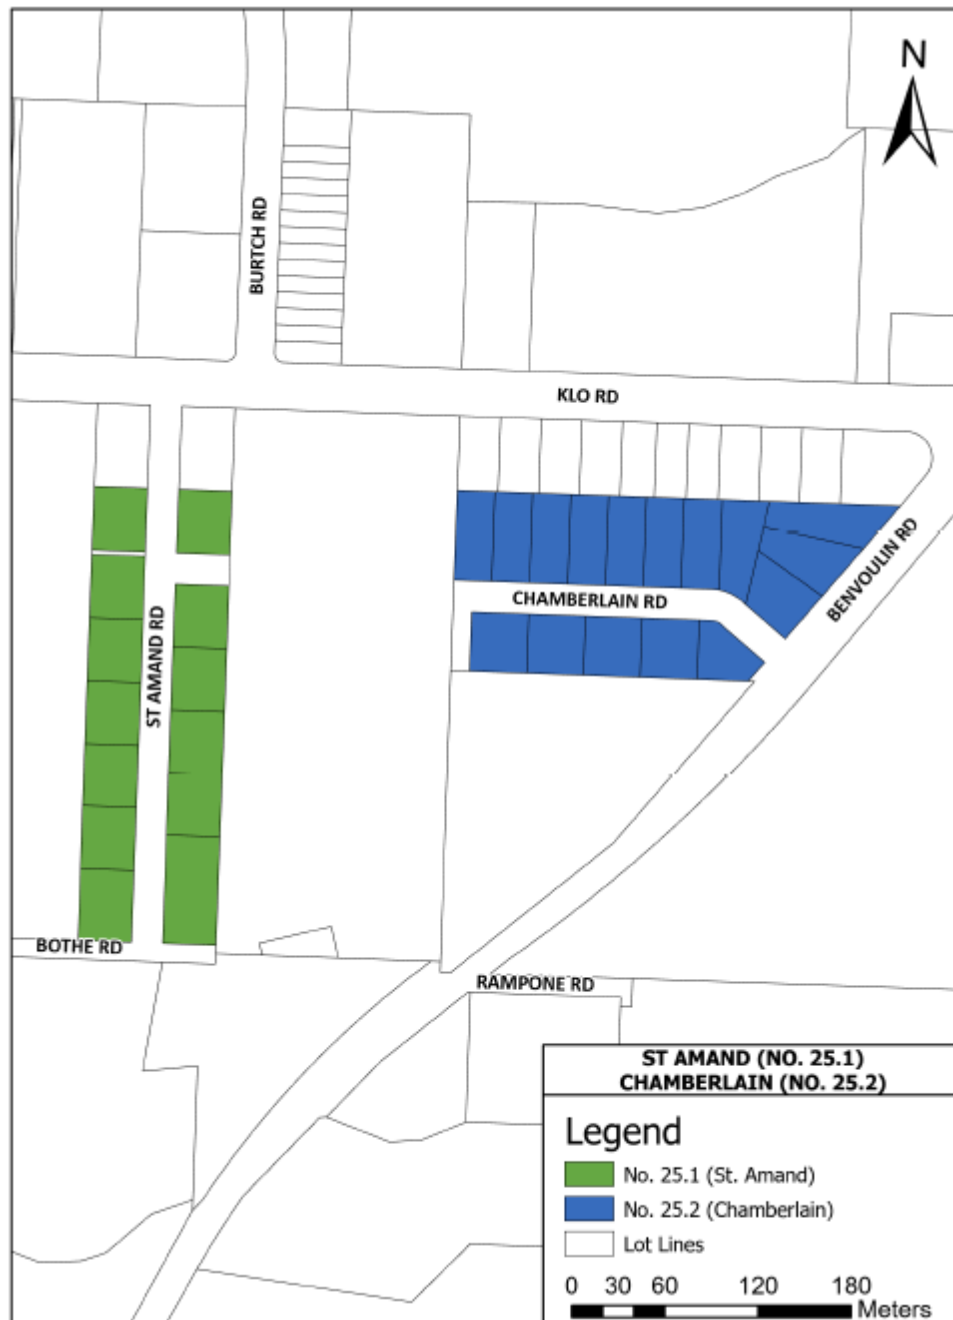 N
BURTCH RD
KLO RD
BENVOULIN RD
CHAMBERLAIN RD
ST AMAND RD
BOTHE RD
RAMPONE RD
ST AMAND (NO. 25.1)
CHAMBERLAIN (NO. 25.2)
Legend
No. 25.1 (St. Amand)
No. 25.2 (Chamberlain)
Lot Lines
0 30 60 120 180
Meters